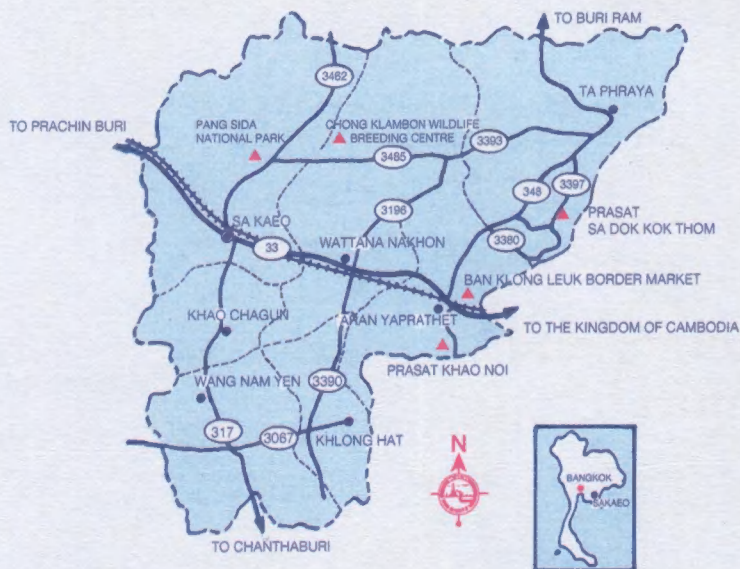 TO BURI RAM
3462
TA PHRAYA
TO PRACHIN BURI
PANG SIDA
NATIONAL PARK
CHONG KLAMBON WILDLIFE
BREEDING CENTRE
3393
3485
348
3397
3196
PRASAT
SA DOK KOK THOM
SA KAEO
33
WATTANA NAKHON
3380
BAN KLONG LEUK BORDER MARKET
KHAO CHAGUN
ARAN YAPRATHET
TO THE KINGDOM OF CAMBODIA
PRASAT KHAO NOI
WANG NAM YEN
3390
317
3067
KHLONG HAT
N
BANGKOK
SAKAEO
TO CHANTHABURI